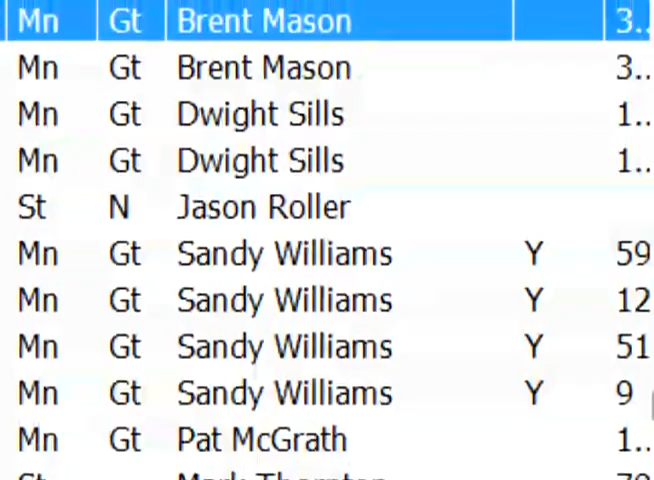 Mn Gt Brent Mason 3..
Mn Gt Brent Mason 3..
Mn Gt Dwight Sills 1..
Mn Gt Dwight Sills 1..
St N Jason Roller
Mn Gt Sandy Williams Y 59
Mn Gt Sandy Williams Y 12
Mn Gt Sandy Williams Y 51
Mn Gt Sandy Williams Y 9
Mn Gt Pat McGrath 1..